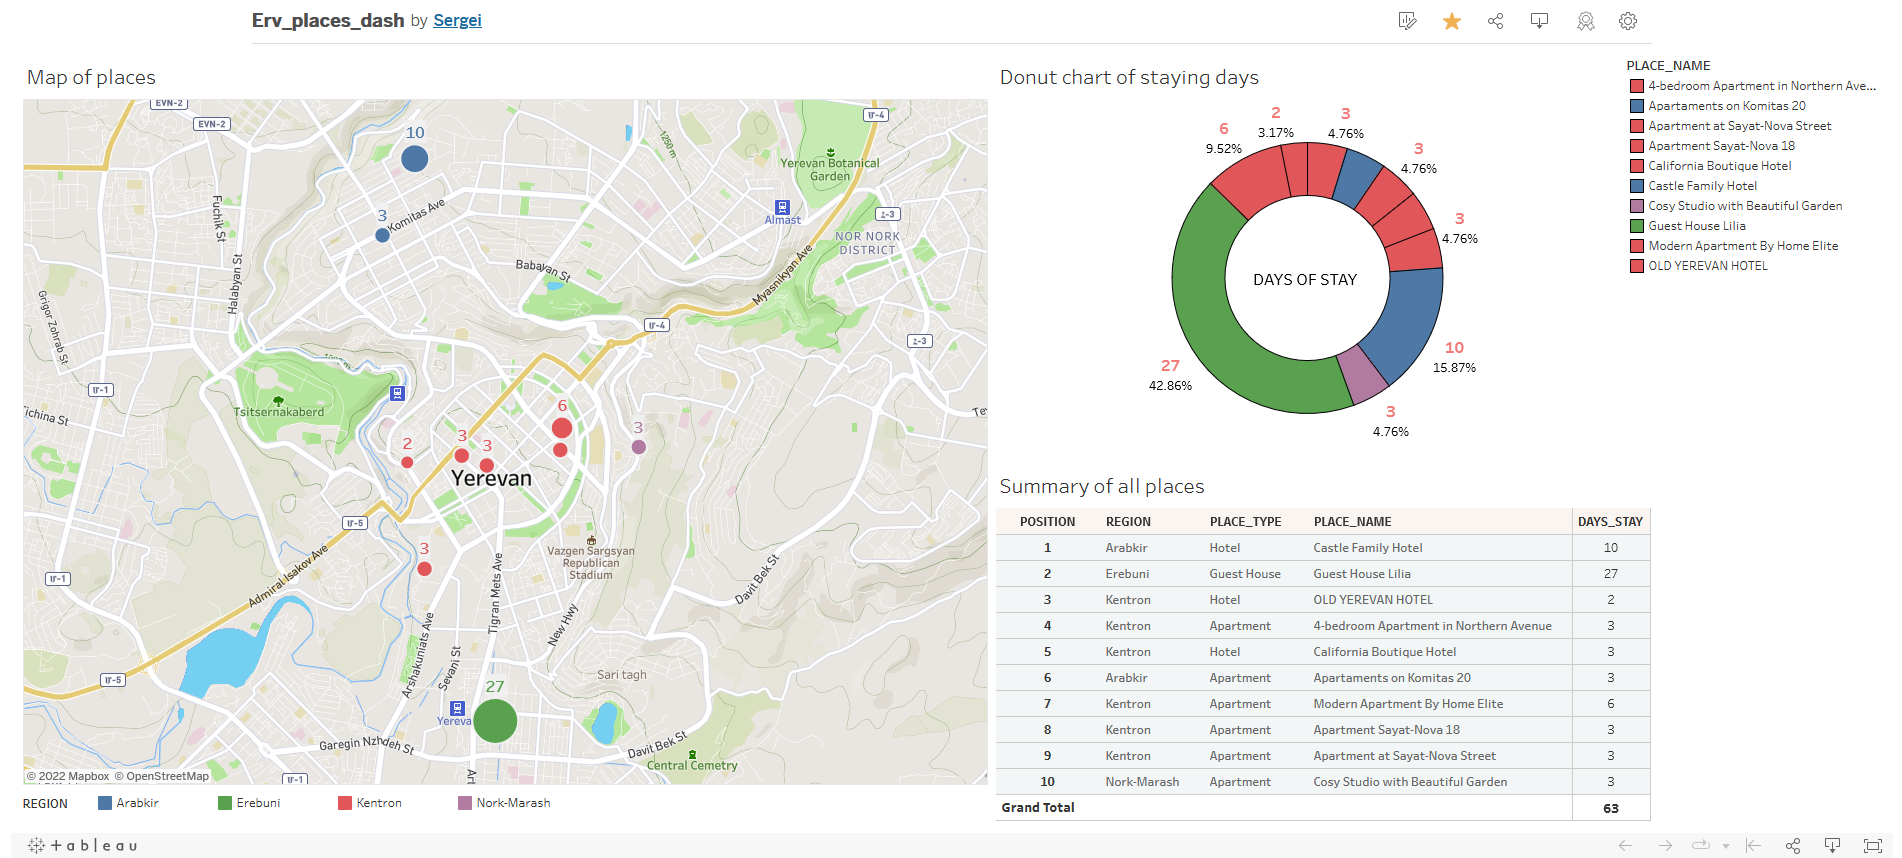 Erv_places_dash by Sergei
Map of places
EVN-2
EVN-2
10
3
Komitas Ave
Fuchik St
Halabyan St
Grigor Zohrab St
1250 m
Yerevan Botanical
Garden
Almast
NOR NORK
DISTRICT
Babayan St
Myasnikyan Ave
Tsitsernakaberd
6
3
2
3
3
Yerevan
3
Vazgen Sargsyan
Republican
Stadium
Admiral Isakov Ave
Tigran Mets Ave
Davit Bek St
New Hwy
Arshakuniats Ave
Sevani St
Sari tagh
27
Yereva
Garegin Nzhdeh St
Davit Bek St
Central Cemetry
© 2022 Mapbox © OpenStreetMap
REGION Arabkir Erebuni Kentron Nork-Marash
Donut chart of staying days
2
3.17%
3
4.76%
6
9.52%
3
4.76%
3
4.76%
DAYS OF STAY
10
15.87%
27
42.86%
3
4.76%
PLACE_NAME
4-bedroom Apartment in Northern Ave...
Apartaments on Komitas 20
Apartment at Sayat-Nova Street
Apartment Sayat-Nova 18
California Boutique Hotel
Castle Family Hotel
Cosy Studio with Beautiful Garden
Guest House Lilia
Modern Apartment By Home Elite
OLD YEREVAN HOTEL
Summary of all places
POSITION REGION PLACE_TYPE PLACE_NAME DAYS_STAY
1 Arabkir Hotel Castle Family Hotel 10
2 Erebuni Guest House Guest House Lilia 27
3 Kentron Hotel OLD YEREVAN HOTEL 2
4 Kentron Apartment 4-bedroom Apartment in Northern Avenue 3
5 Kentron Hotel California Boutique Hotel 3
6 Arabkir Apartment Apartaments on Komitas 20 3
7 Kentron Apartment Modern Apartment By Home Elite 6
8 Kentron Apartment Apartment Sayat-Nova 18 3
9 Kentron Apartment Apartment at Sayat-Nova Street 3
10 Nork-Marash Apartment Cosy Studio with Beautiful Garden 3
Grand Total 63
+ableau